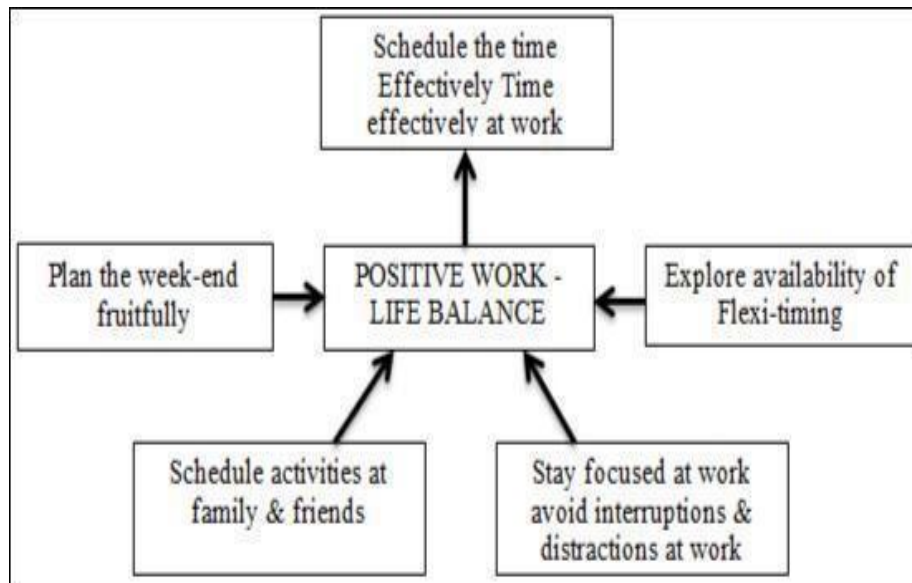 Schedule the time
Effectively Time
effectively at work
Plan the week-end
fruitfully
POSITIVE WORK -
LIFE BALANCE
Explore availability of
Flexi-timing
Schedule activities at
family & friends
Stay focused at work
avoid interruptions &
distractions at work